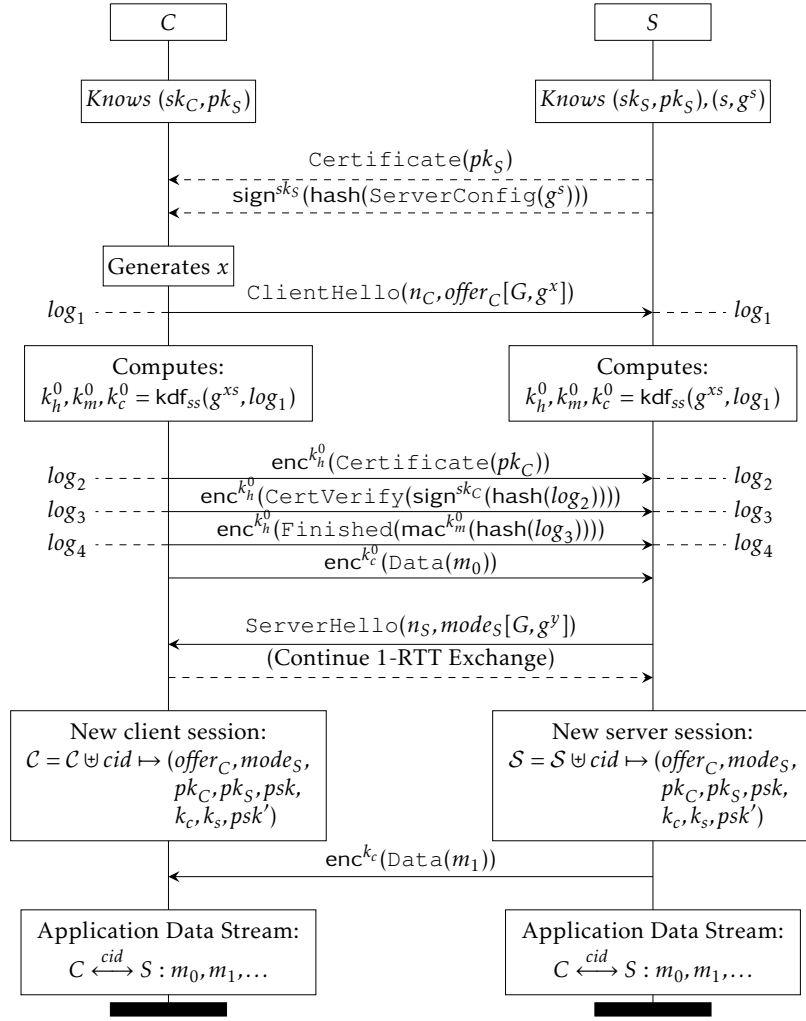 C S
Knows (sk_C, pk_S) Knows (sk_S, pk_S), (s, g^s)
Certificate(pk_S)
sign^{sk_S}(hash(ServerConfig(g^s)))
Generates x
log_1 ClientHello(n_C, offer_C[G, g^x]) log_1
Computes: Computes:
k_h^0, k_m^0, k_c^0 = kdf_{ss}(g^{xs}, log_1) k_h^0, k_m^0, k_c^0 = kdf_{ss}(g^{xs}, log_1)
log_2 enc^{k_h^0}(Certificate(pk_C)) log_2
log_3 enc^{k_h^0}(CertVerify(sign^{sk_C}(hash(log_2)))) log_3
log_4 enc^{k_h^0}(Finished(mac^{k_m^0}(hash(log_3)))) log_4
enc^{k_c^0}(Data(m_0))
ServerHello(n_S, mode_S[G, g^y])
(Continue 1-RTT Exchange)
New client session: New server session:
𝒞 = 𝒞 ⊎ cid ↦ (offer_C, mode_S, 𝒮 = 𝒮 ⊎ cid ↦ (offer_C, mode_S,
pk_C, pk_S, psk, pk_C, pk_S, psk,
k_c, k_s, psk′) k_c, k_s, psk′)
enc^{k_c}(Data(m_1))
Application Data Stream: Application Data Stream:
C ⟷^{cid} S : m_0, m_1, … C ⟷^{cid} S : m_0, m_1, …